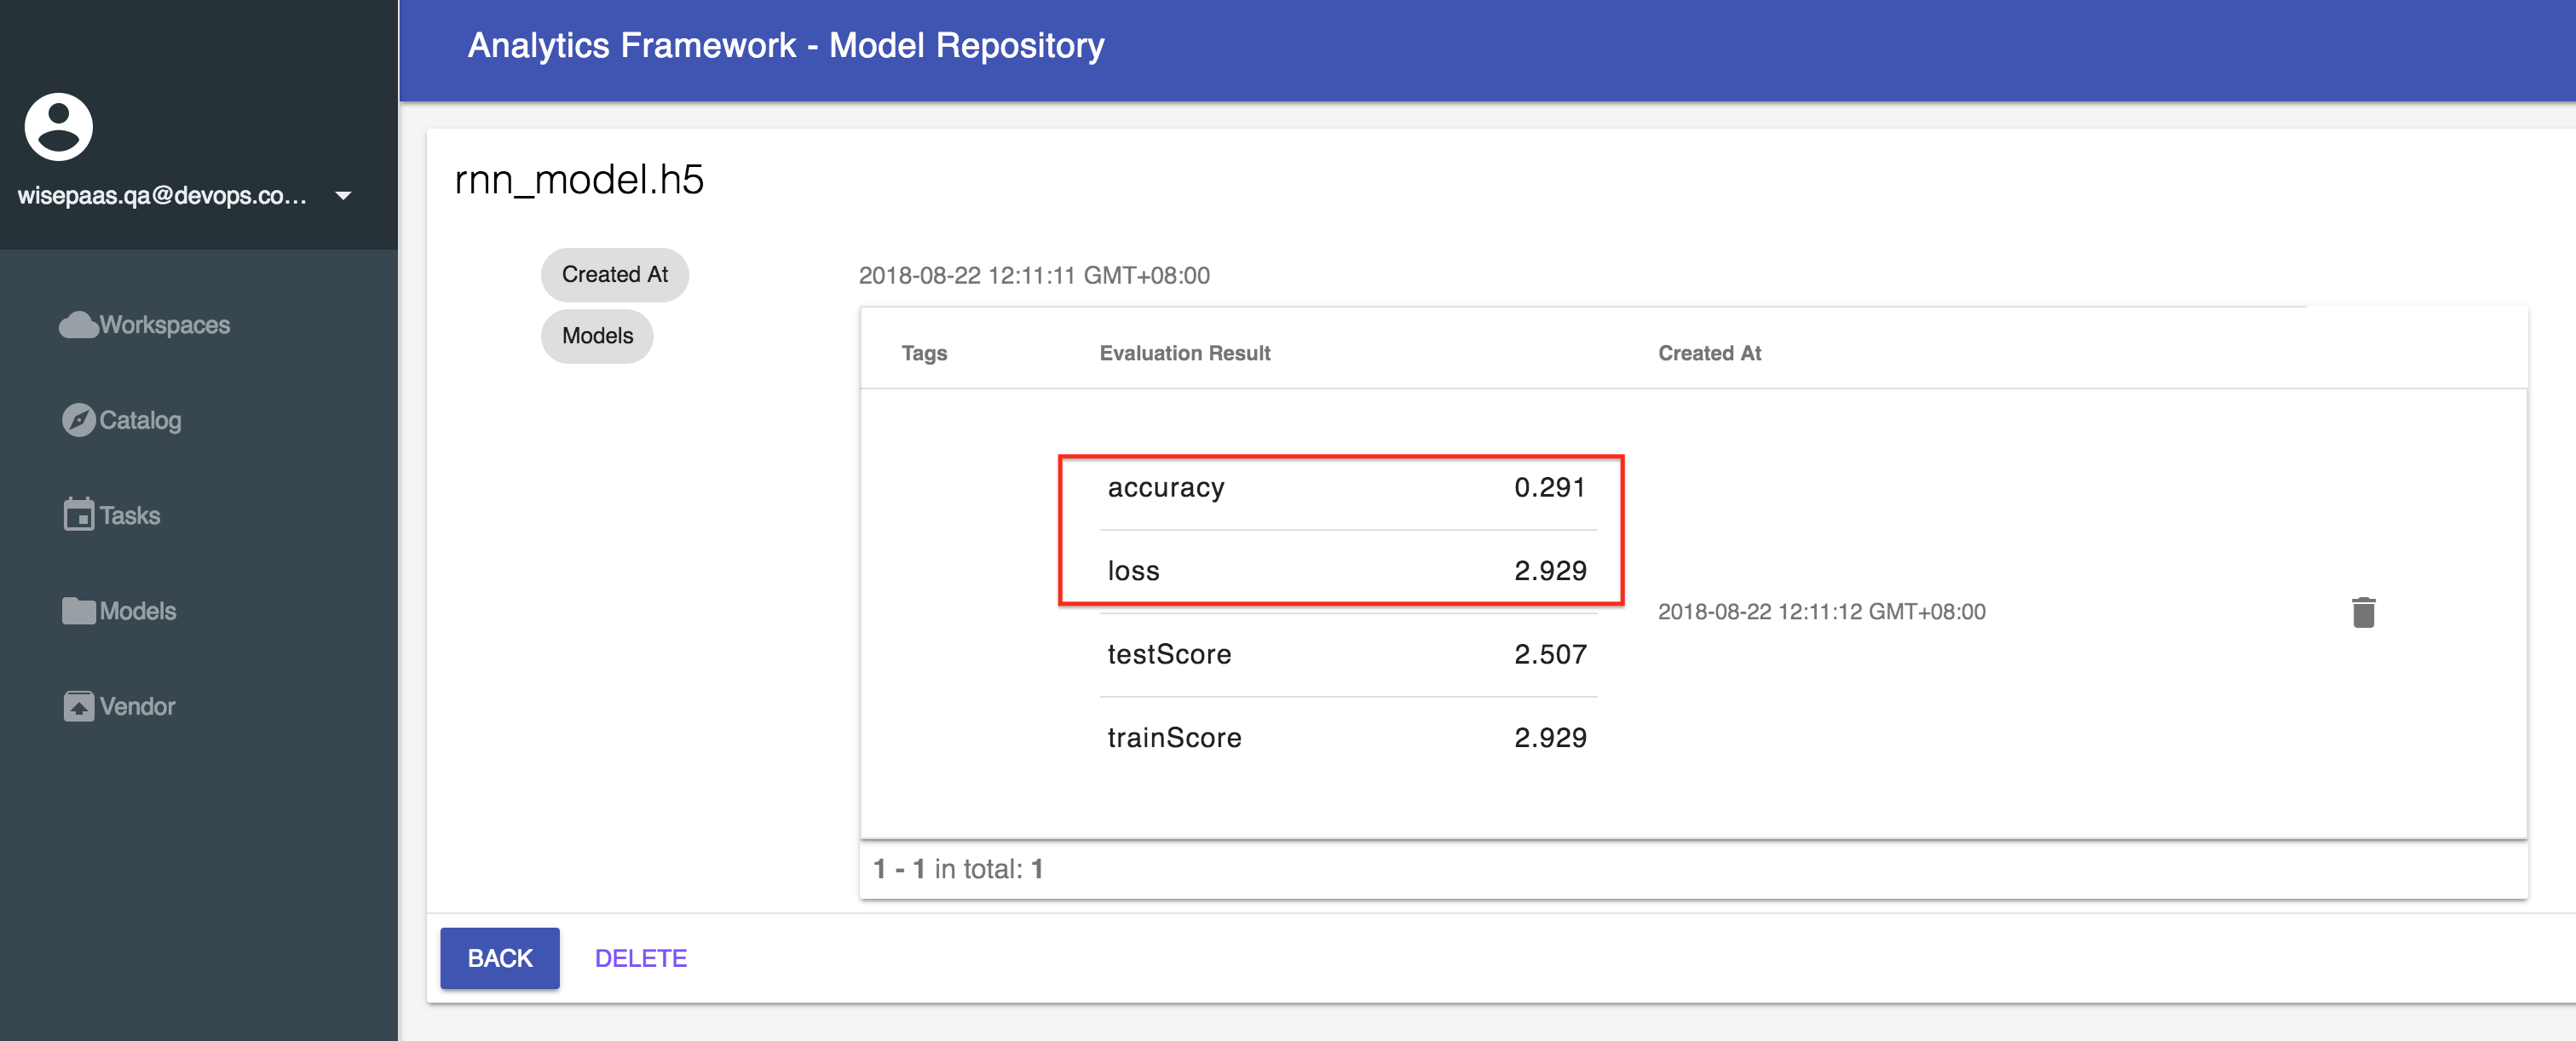 Analytics Framework - Model Repository
wisepaas.qa@devops.co...
Workspaces
Catalog
Tasks
Models
Vendor
rnn_model.h5
Created At 2018-08-22 12:11:11 GMT+08:00
Models
Tags Evaluation Result Created At
accuracy 0.291
loss 2.929
2018-08-22 12:11:12 GMT+08:00
testScore 2.507
trainScore 2.929
1 - 1 in total: 1
BACK DELETE